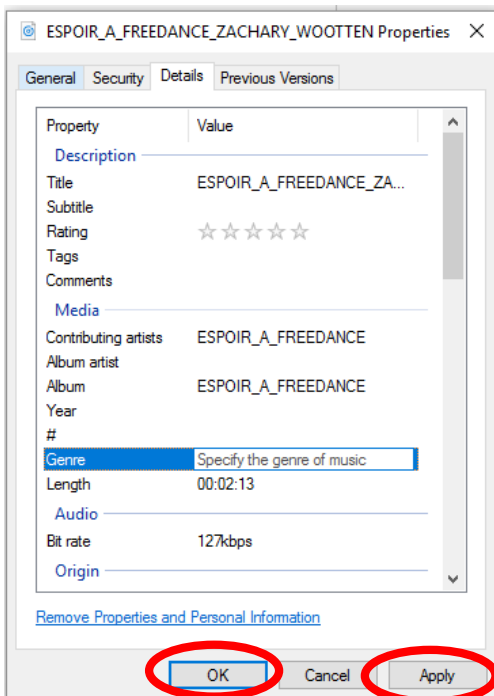 ESPOIR_A_FREEDANCE_ZACHARY_WOOTTEN Properties
General Security Details Previous Versions
Property Value
Description
Title ESPOIR_A_FREEDANCE_ZA...
Subtitle
Rating
Tags
Comments
Media
Contributing artists ESPOIR_A_FREEDANCE
Album artist
Album ESPOIR_A_FREEDANCE
Year
#
Genre Specify the genre of music
Length 00:02:13
Audio
Bit rate 127kbps
Origin
Remove Properties and Personal Information
OK Cancel Apply